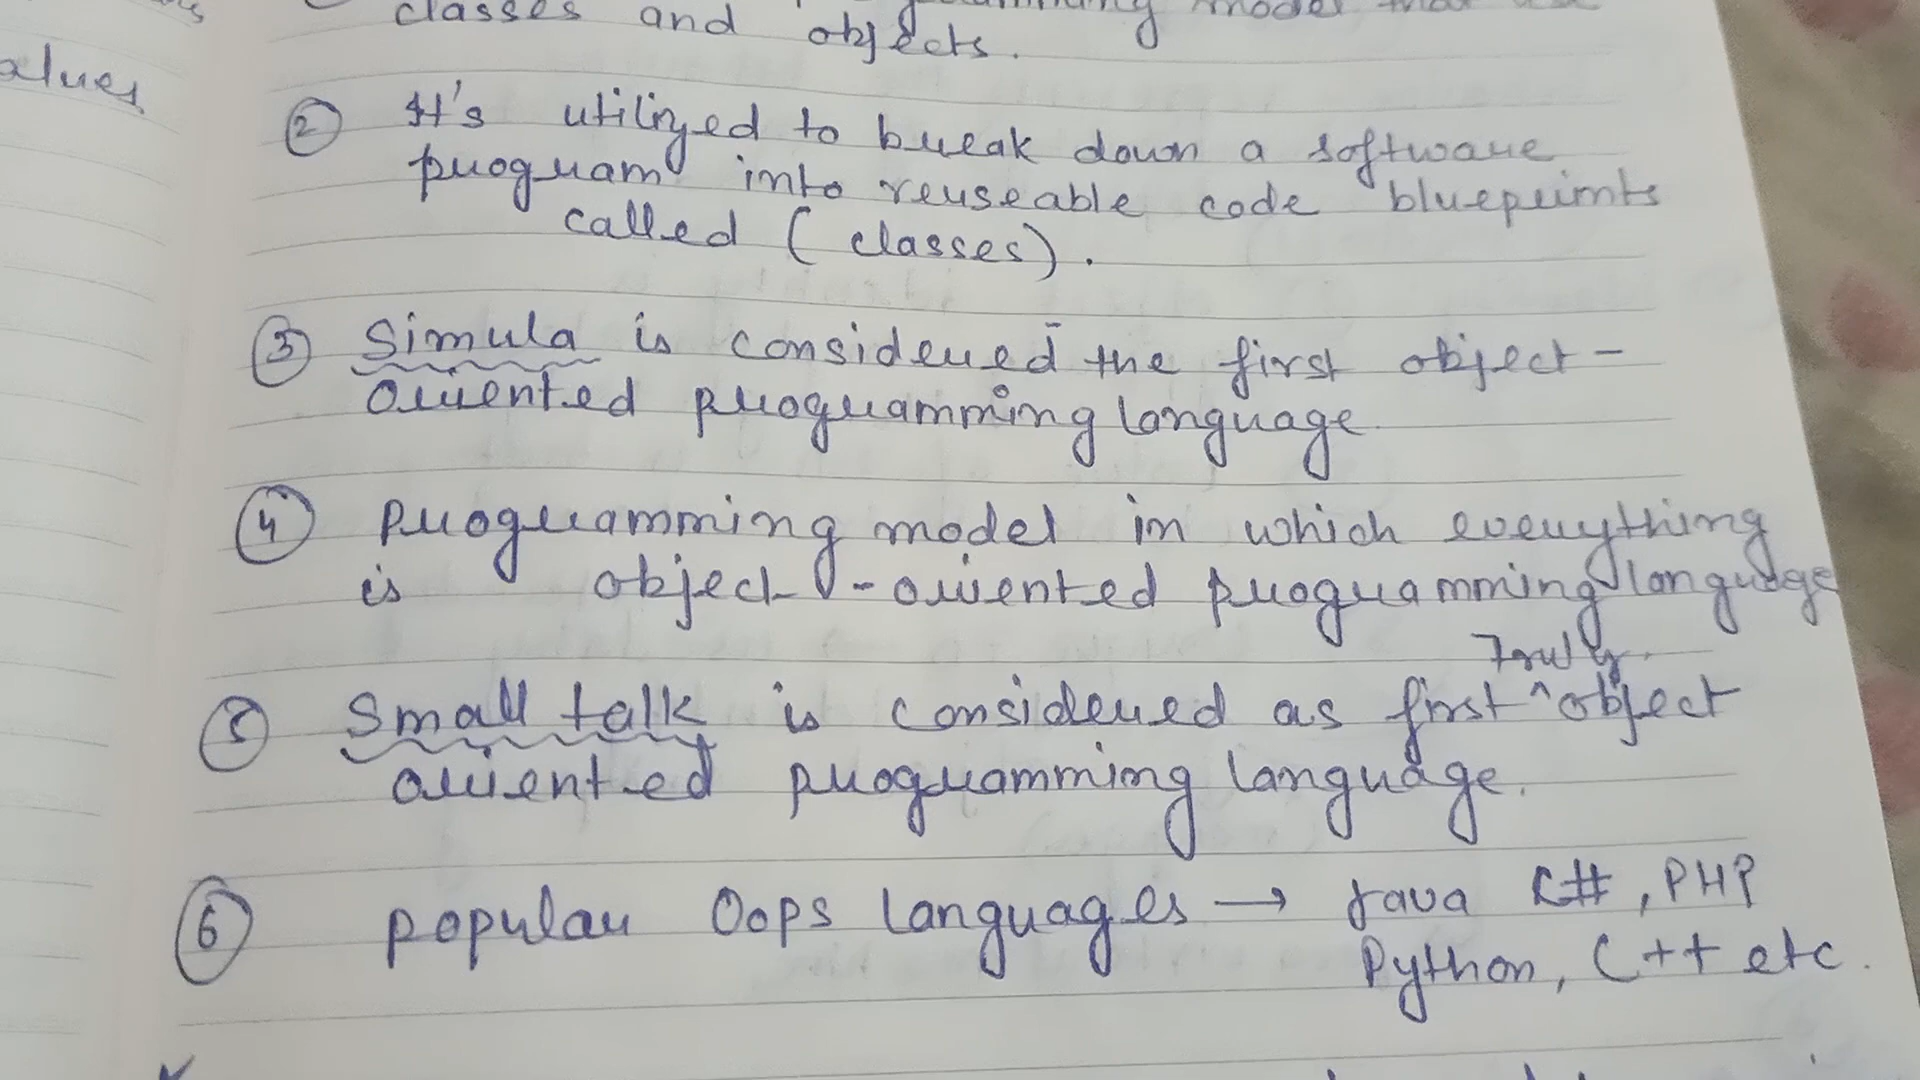 classes and objects.
alues
② It's utilized to break down a software
program into reuseable code blueprints
called (classes).
③ Simula is considered the first object-
oriented programming language
④ Programming model in which everything
is object-oriented programming language
Truly
⑤ Small talk is considered as first ^ object
oriented programming language.
⑥ Popular Oops languages → Java C#, PHP
Python, C++ etc.